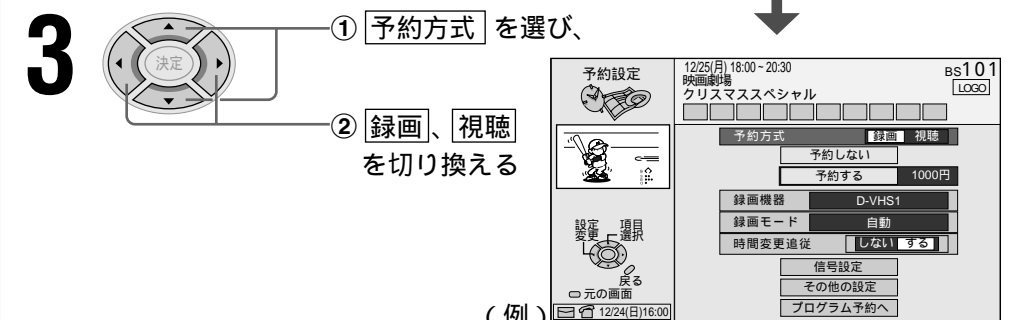 3
決定
① 予約方式 を選び、
② 録画、視聴
を切り換える
(例)
予約設定
設定変更
項目選択
戻る
元の画面
12/24(日)16:00
12/25(月) 18:00~20:30
BS101
映画劇場
LOGO
クリスマススペシャル
予約方式 録画 視聴
予約しない
予約する 1000円
録画機器 D-VHS1
録画モード 自動
時間変更追従 しない する
信号設定
その他の設定
プログラム予約へ